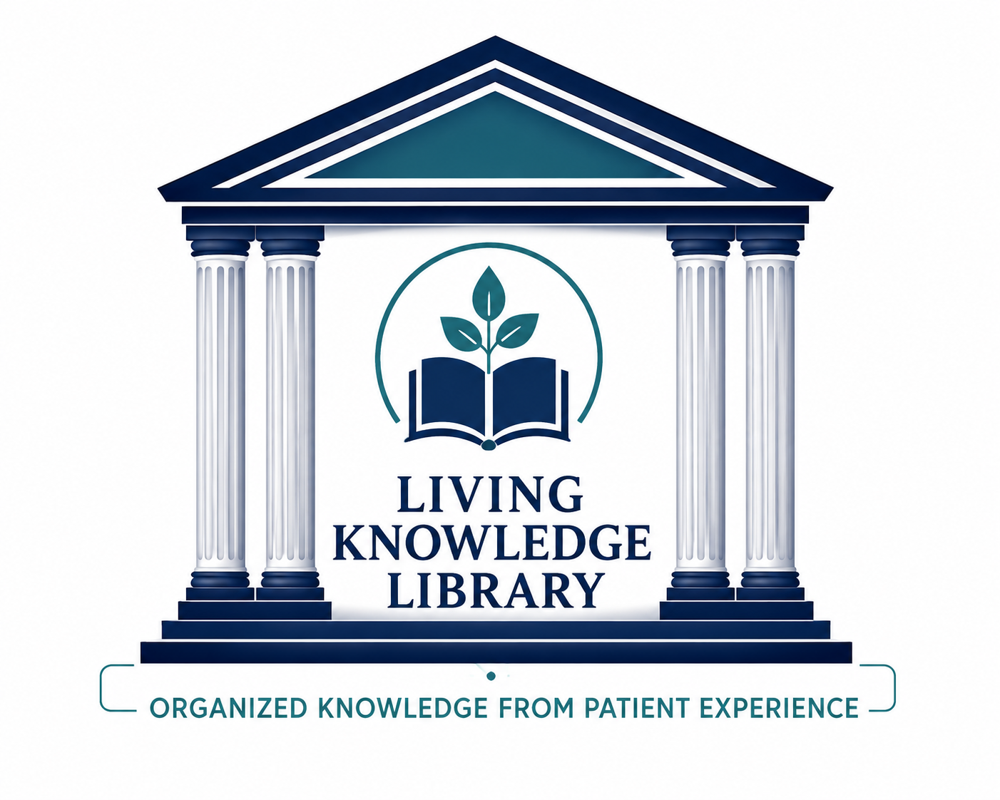 LIVING
KNOWLEDGE
LIBRARY
ORGANIZED KNOWLEDGE FROM PATIENT EXPERIENCE